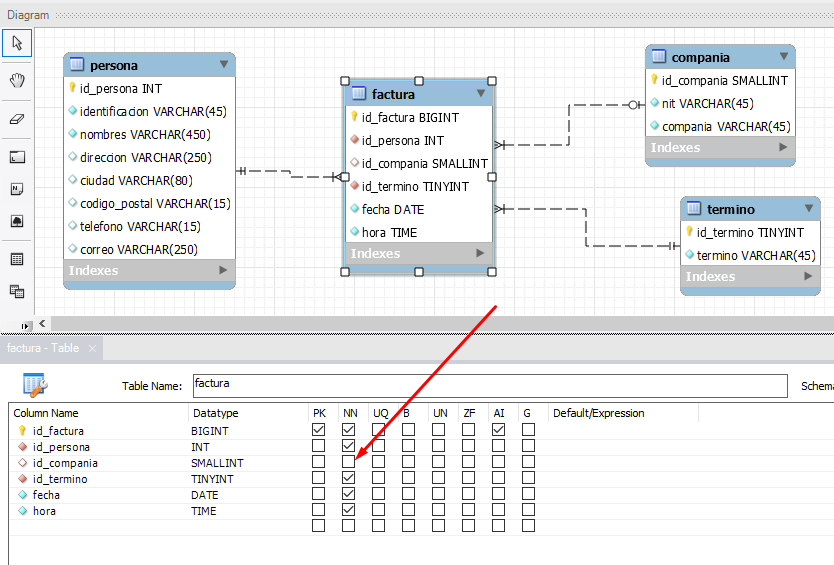 Diagram
persona
id_persona INT
identificacion VARCHAR(45)
nombres VARCHAR(450)
direccion VARCHAR(250)
ciudad VARCHAR(80)
codigo_postal VARCHAR(15)
telefono VARCHAR(15)
correo VARCHAR(250)
Indexes
factura
id_factura BIGINT
id_persona INT
id_compania SMALLINT
id_termino TINYINT
fecha DATE
hora TIME
Indexes
compania
id_compania SMALLINT
nit VARCHAR(45)
compania VARCHAR(45)
Indexes
termino
id_termino TINYINT
termino VARCHAR(45)
Indexes
factura - Table
Table Name: factura Schema
Column Name Datatype PK NN UQ B UN ZF AI G Default/Expression
id_factura BIGINT
id_persona INT
id_compania SMALLINT
id_termino TINYINT
fecha DATE
hora TIME